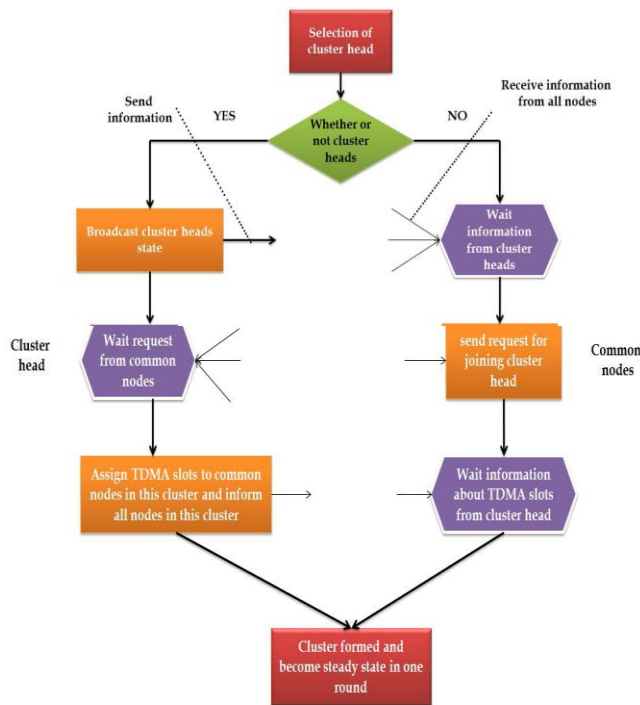 Selection of
cluster head
Send
information
YES
Whether or
not cluster
heads
NO
Receive information
from all nodes
Broadcast cluster heads
state
Wait
information
from cluster
heads
Cluster
head
Wait request
from common
nodes
send request for
joining cluster
head
Common
nodes
Assign TDMA slots to common
nodes in this cluster and inform
all nodes in this cluster
Wait information
about TDMA slots
from cluster head
Cluster formed and
become steady state in one
round